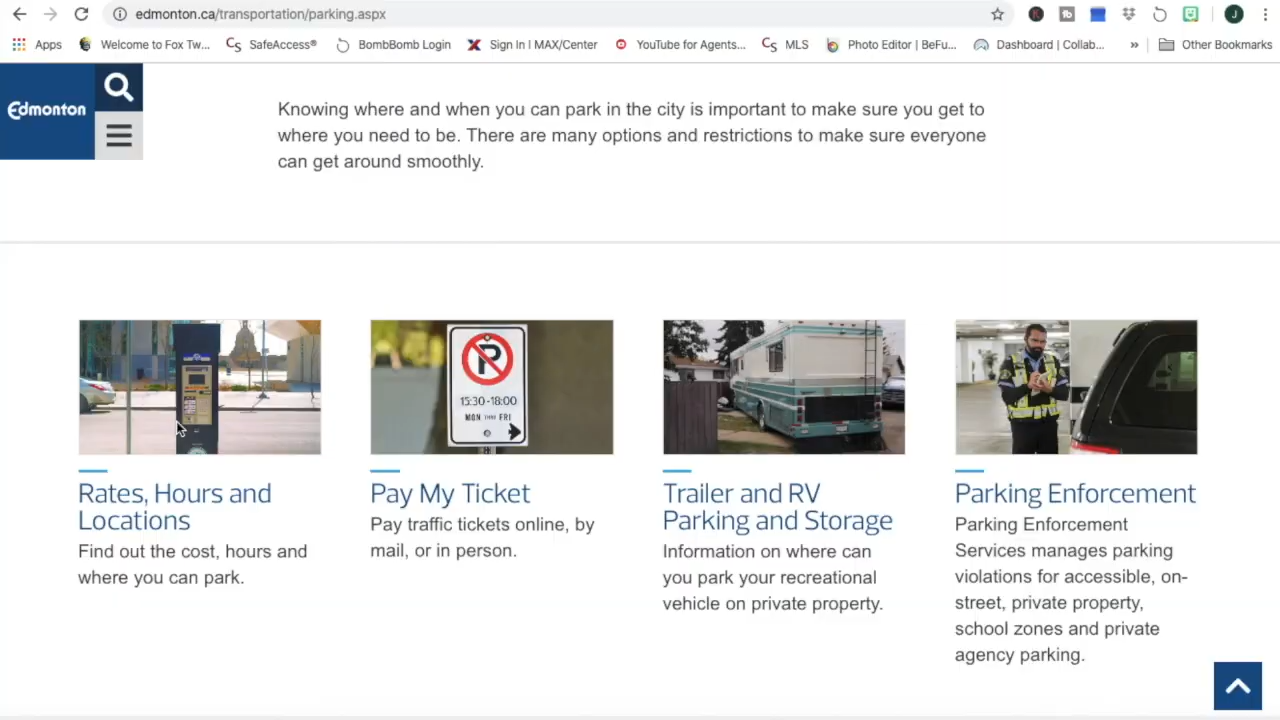 edmonton.ca/transportation/parking.aspx
J
Apps
Welcome to Fox Tw...
SafeAccess®
BombBomb Login
Sign In | MAX/Center
YouTube for Agents...
MLS
Photo Editor | BeFu...
Dashboard | Collab...
»
Other Bookmarks
Edmonton
Knowing where and when you can park in the city is important to make sure you get to
where you need to be. There are many options and restrictions to make sure everyone
can get around smoothly.
P
15:30-18:00
MON THRU FRI
Rates, Hours and
Locations
Find out the cost, hours and
where you can park.
Pay My Ticket
Pay traffic tickets online, by
mail, or in person.
Trailer and RV
Parking and Storage
Information on where can
you park your recreational
vehicle on private property.
Parking Enforcement
Parking Enforcement
Services manages parking
violations for accessible, on-
street, private property,
school zones and private
agency parking.